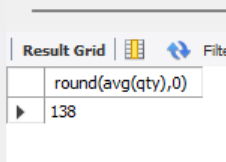 Result Grid Filte
round(avg(qty),0)
138